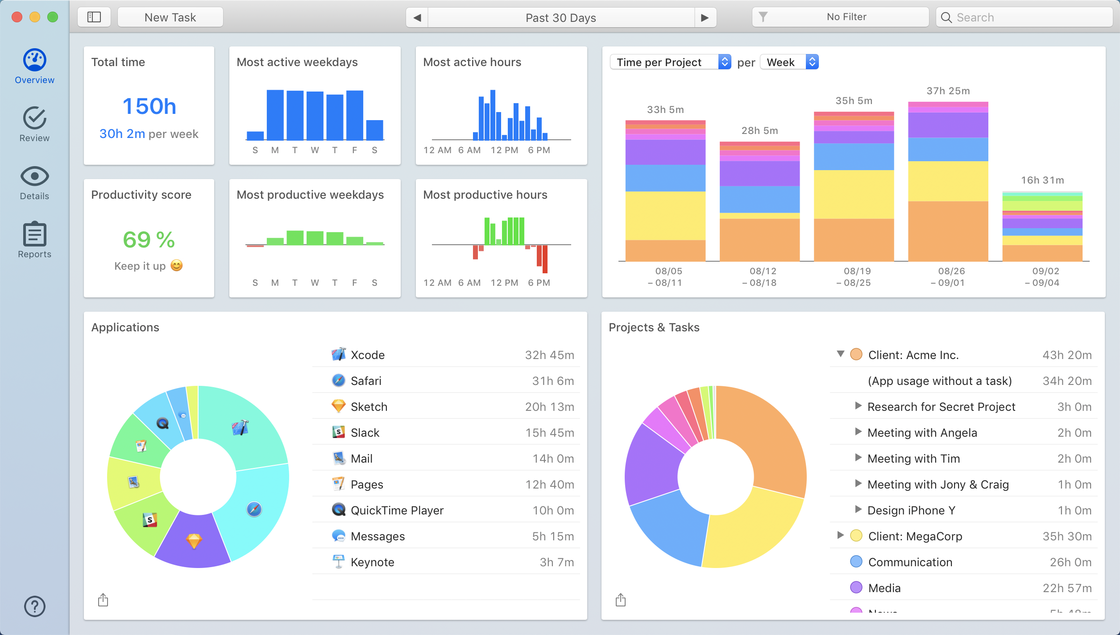 New Task
Past 30 Days
No Filter
Search
Overview
Review
Details
Reports
Total time
150h
30h 2m per week
Most active weekdays
S M T W T F S
Most active hours
12 AM 6 AM 12 PM 6 PM
Time per Project per Week
33h 5m
28h 5m
35h 5m
37h 25m
16h 31m
08/05 – 08/11
08/12 – 08/18
08/19 – 08/25
08/26 – 09/01
09/02 – 09/04
Productivity score
69 %
Keep it up 😊
Most productive weekdays
S M T W T F S
Most productive hours
12 AM 6 AM 12 PM 6 PM
Applications
Xcode 32h 45m
Safari 31h 6m
Sketch 20h 13m
Slack 15h 45m
Mail 14h 0m
Pages 12h 40m
QuickTime Player 10h 0m
Messages 5h 15m
Keynote 3h 7m
Projects & Tasks
Client: Acme Inc. 43h 20m
(App usage without a task) 34h 20m
Research for Secret Project 3h 0m
Meeting with Angela 2h 0m
Meeting with Tim 2h 0m
Meeting with Jony & Craig 1h 0m
Design iPhone Y 1h 0m
Client: MegaCorp 35h 30m
Communication 26h 0m
Media 22h 57m